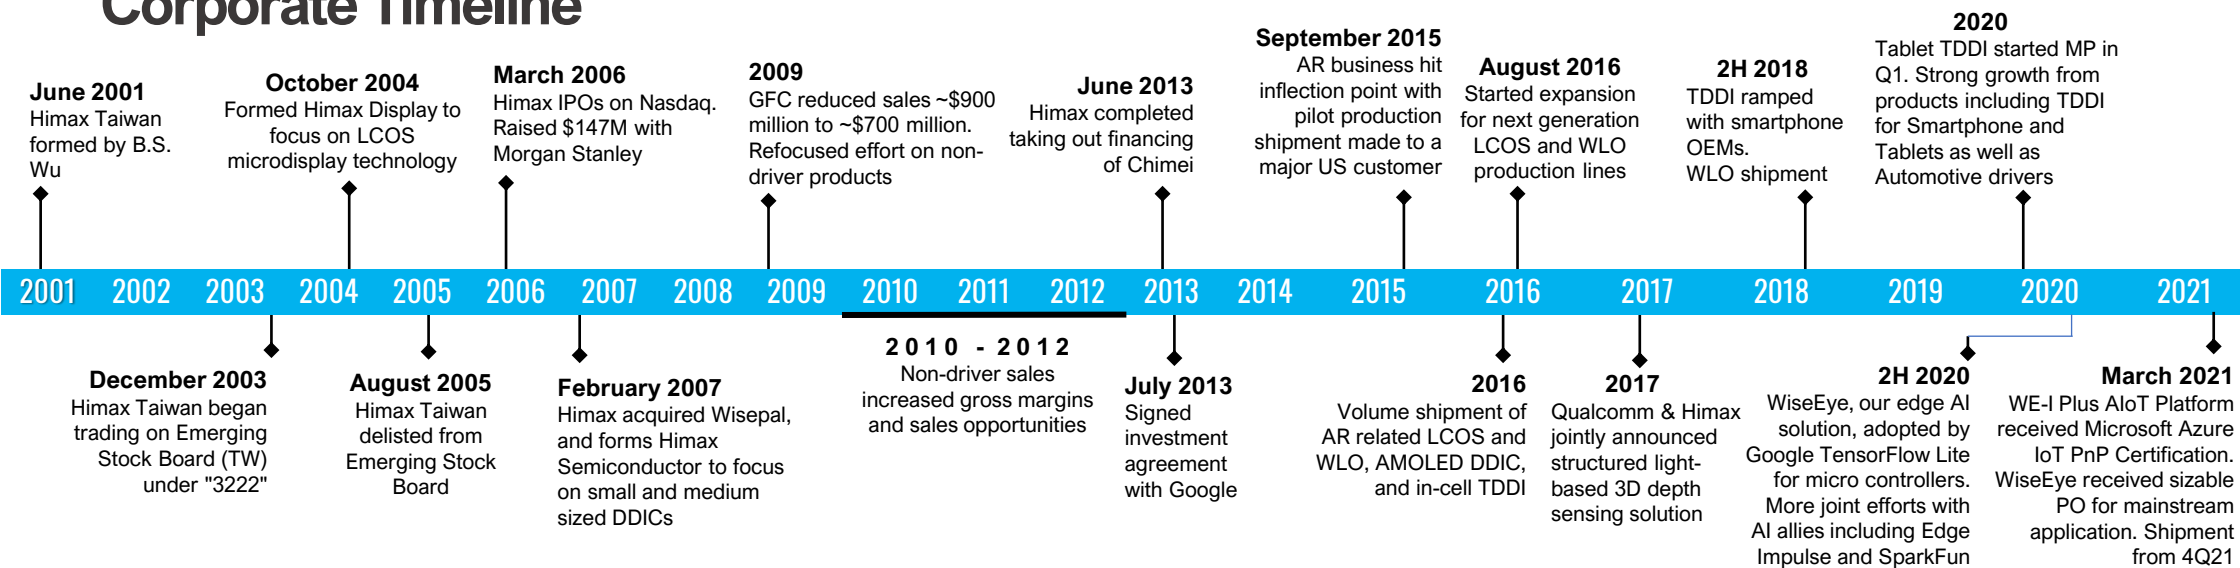 Corporate Timeline
June 2001
Himax Taiwan
formed by B.S.
Wu
October 2004
Formed Himax Display to
focus on LCOS
microdisplay technology
March 2006
Himax IPOs on Nasdaq.
Raised $147M with
Morgan Stanley
2009
GFC reduced sales ~$900
million to ~$700 million.
Refocused effort on non-
driver products
June 2013
Himax completed
taking out financing
of Chimei
September 2015
AR business hit
inflection point with
pilot production
shipment made to a
major US customer
August 2016
Started expansion
for next generation
LCOS and WLO
production lines
2H 2018
TDDI ramped
with smartphone
OEMs.
WLO shipment
2020
Tablet TDDI started MP in
Q1. Strong growth from
products including TDDI
for Smartphone and
Tablets as well as
Automotive drivers
2001 2002 2003 2004 2005 2006 2007 2008 2009 2010 2011 2012 2013 2014 2015 2016 2017 2018 2019 2020 2021
December 2003
Himax Taiwan began
trading on Emerging
Stock Board (TW)
under "3222"
August 2005
Himax Taiwan
delisted from
Emerging Stock
Board
February 2007
Himax acquired Wisepal,
and forms Himax
Semiconductor to focus
on small and medium
sized DDICs
2010 - 2012
Non-driver sales
increased gross margins
and sales opportunities
July 2013
Signed
investment
agreement
with Google
2016
Volume shipment of
AR related LCOS and
WLO, AMOLED DDIC,
and in-cell TDDI
2017
Qualcomm & Himax
jointly announced
structured light-
based 3D depth
sensing solution
2H 2020
WiseEye, our edge AI
solution, adopted by
Google TensorFlow Lite
for micro controllers.
More joint efforts with
AI allies including Edge
Impulse and SparkFun
March 2021
WE-I Plus AIoT Platform
received Microsoft Azure
IoT PnP Certification.
WiseEye received sizable
PO for mainstream
application. Shipment
from 4Q21